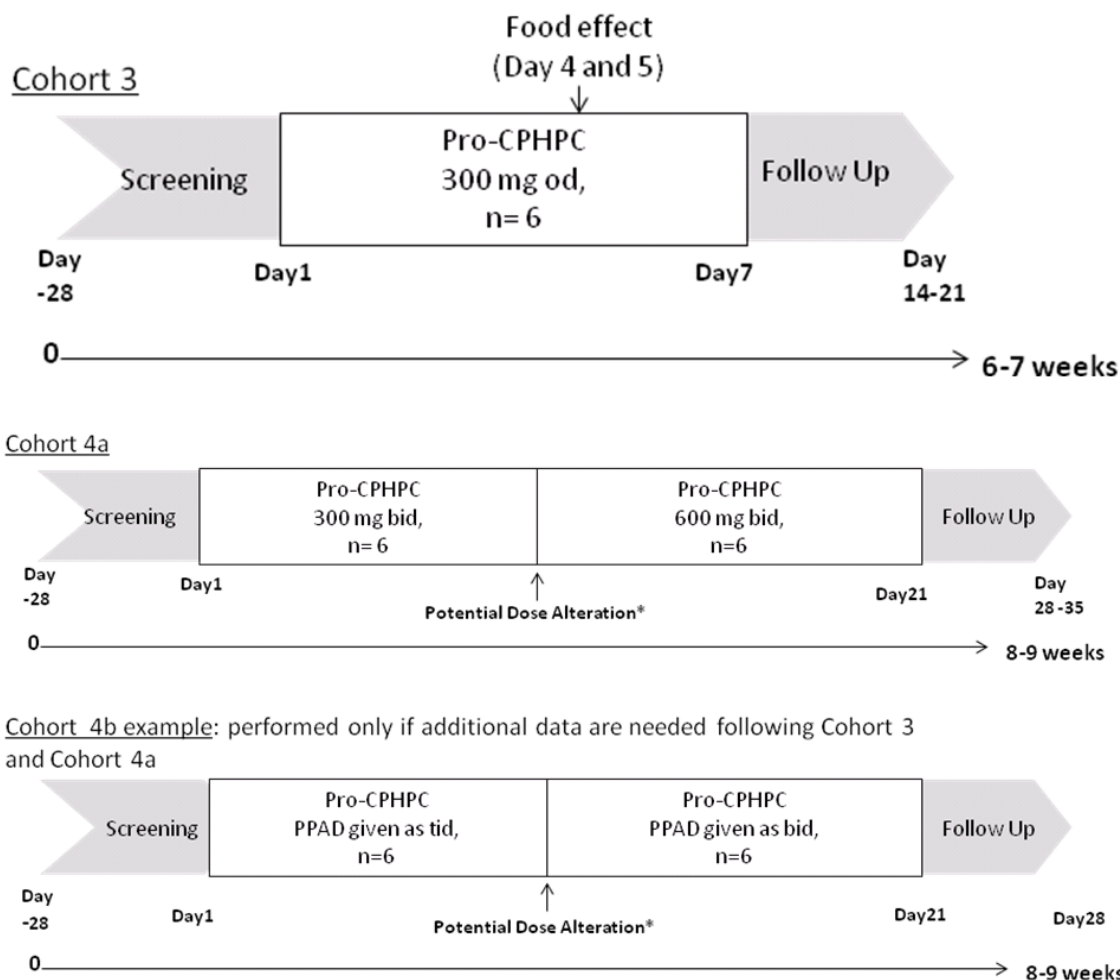 Food effect
(Day 4 and 5)
Cohort 3
Screening
Pro-CPHPC
300 mg od,
n= 6
Follow Up
Day
-28
Day1
Day7
Day
14-21
0
6-7 weeks
Cohort 4a
Screening
Pro-CPHPC
300 mg bid,
n= 6
Pro-CPHPC
600 mg bid,
n=6
Follow Up
Day
-28
Day1
Potential Dose Alteration*
Day21
Day
28-35
0
8-9 weeks
Cohort 4b example: performed only if additional data are needed following Cohort 3
and Cohort 4a
Screening
Pro-CPHPC
PPAD given as tid,
n=6
Pro-CPHPC
PPAD given as bid,
n=6
Follow Up
Day
-28
Day1
Potential Dose Alteration*
Day21
Day28
0
8-9 weeks